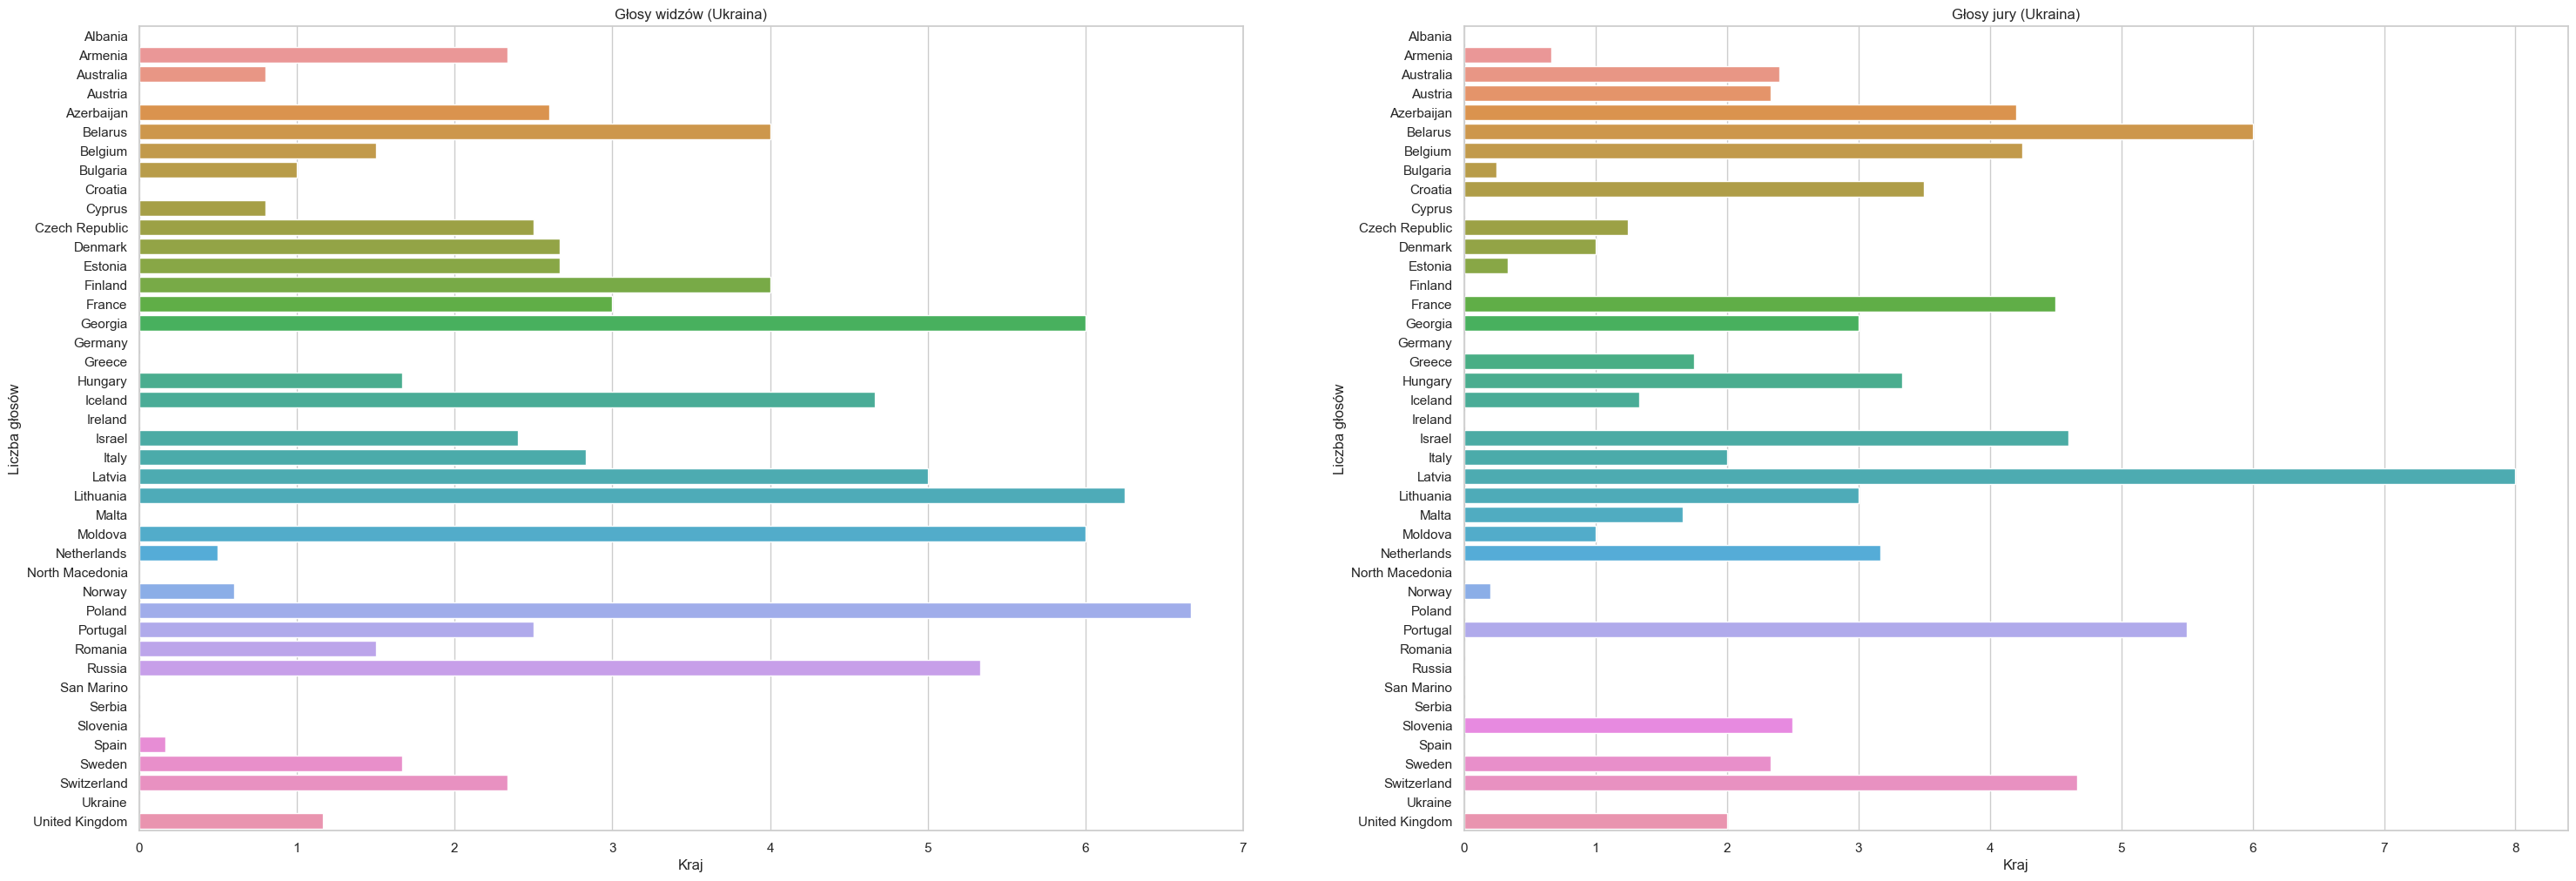 Głosy widzów (Ukraina)
Liczba głosów
Albania
Armenia
Australia
Austria
Azerbaijan
Belarus
Belgium
Bulgaria
Croatia
Cyprus
Czech Republic
Denmark
Estonia
Finland
France
Georgia
Germany
Greece
Hungary
Iceland
Ireland
Israel
Italy
Latvia
Lithuania
Malta
Moldova
Netherlands
North Macedonia
Norway
Poland
Portugal
Romania
Russia
San Marino
Serbia
Slovenia
Spain
Sweden
Switzerland
Ukraine
United Kingdom
0 1 2 3 4 5 6 7
Kraj
Głosy jury (Ukraina)
Liczba głosów
Albania
Armenia
Australia
Austria
Azerbaijan
Belarus
Belgium
Bulgaria
Croatia
Cyprus
Czech Republic
Denmark
Estonia
Finland
France
Georgia
Germany
Greece
Hungary
Iceland
Ireland
Israel
Italy
Latvia
Lithuania
Malta
Moldova
Netherlands
North Macedonia
Norway
Poland
Portugal
Romania
Russia
San Marino
Serbia
Slovenia
Spain
Sweden
Switzerland
Ukraine
United Kingdom
0 1 2 3 4 5 6 7 8
Kraj